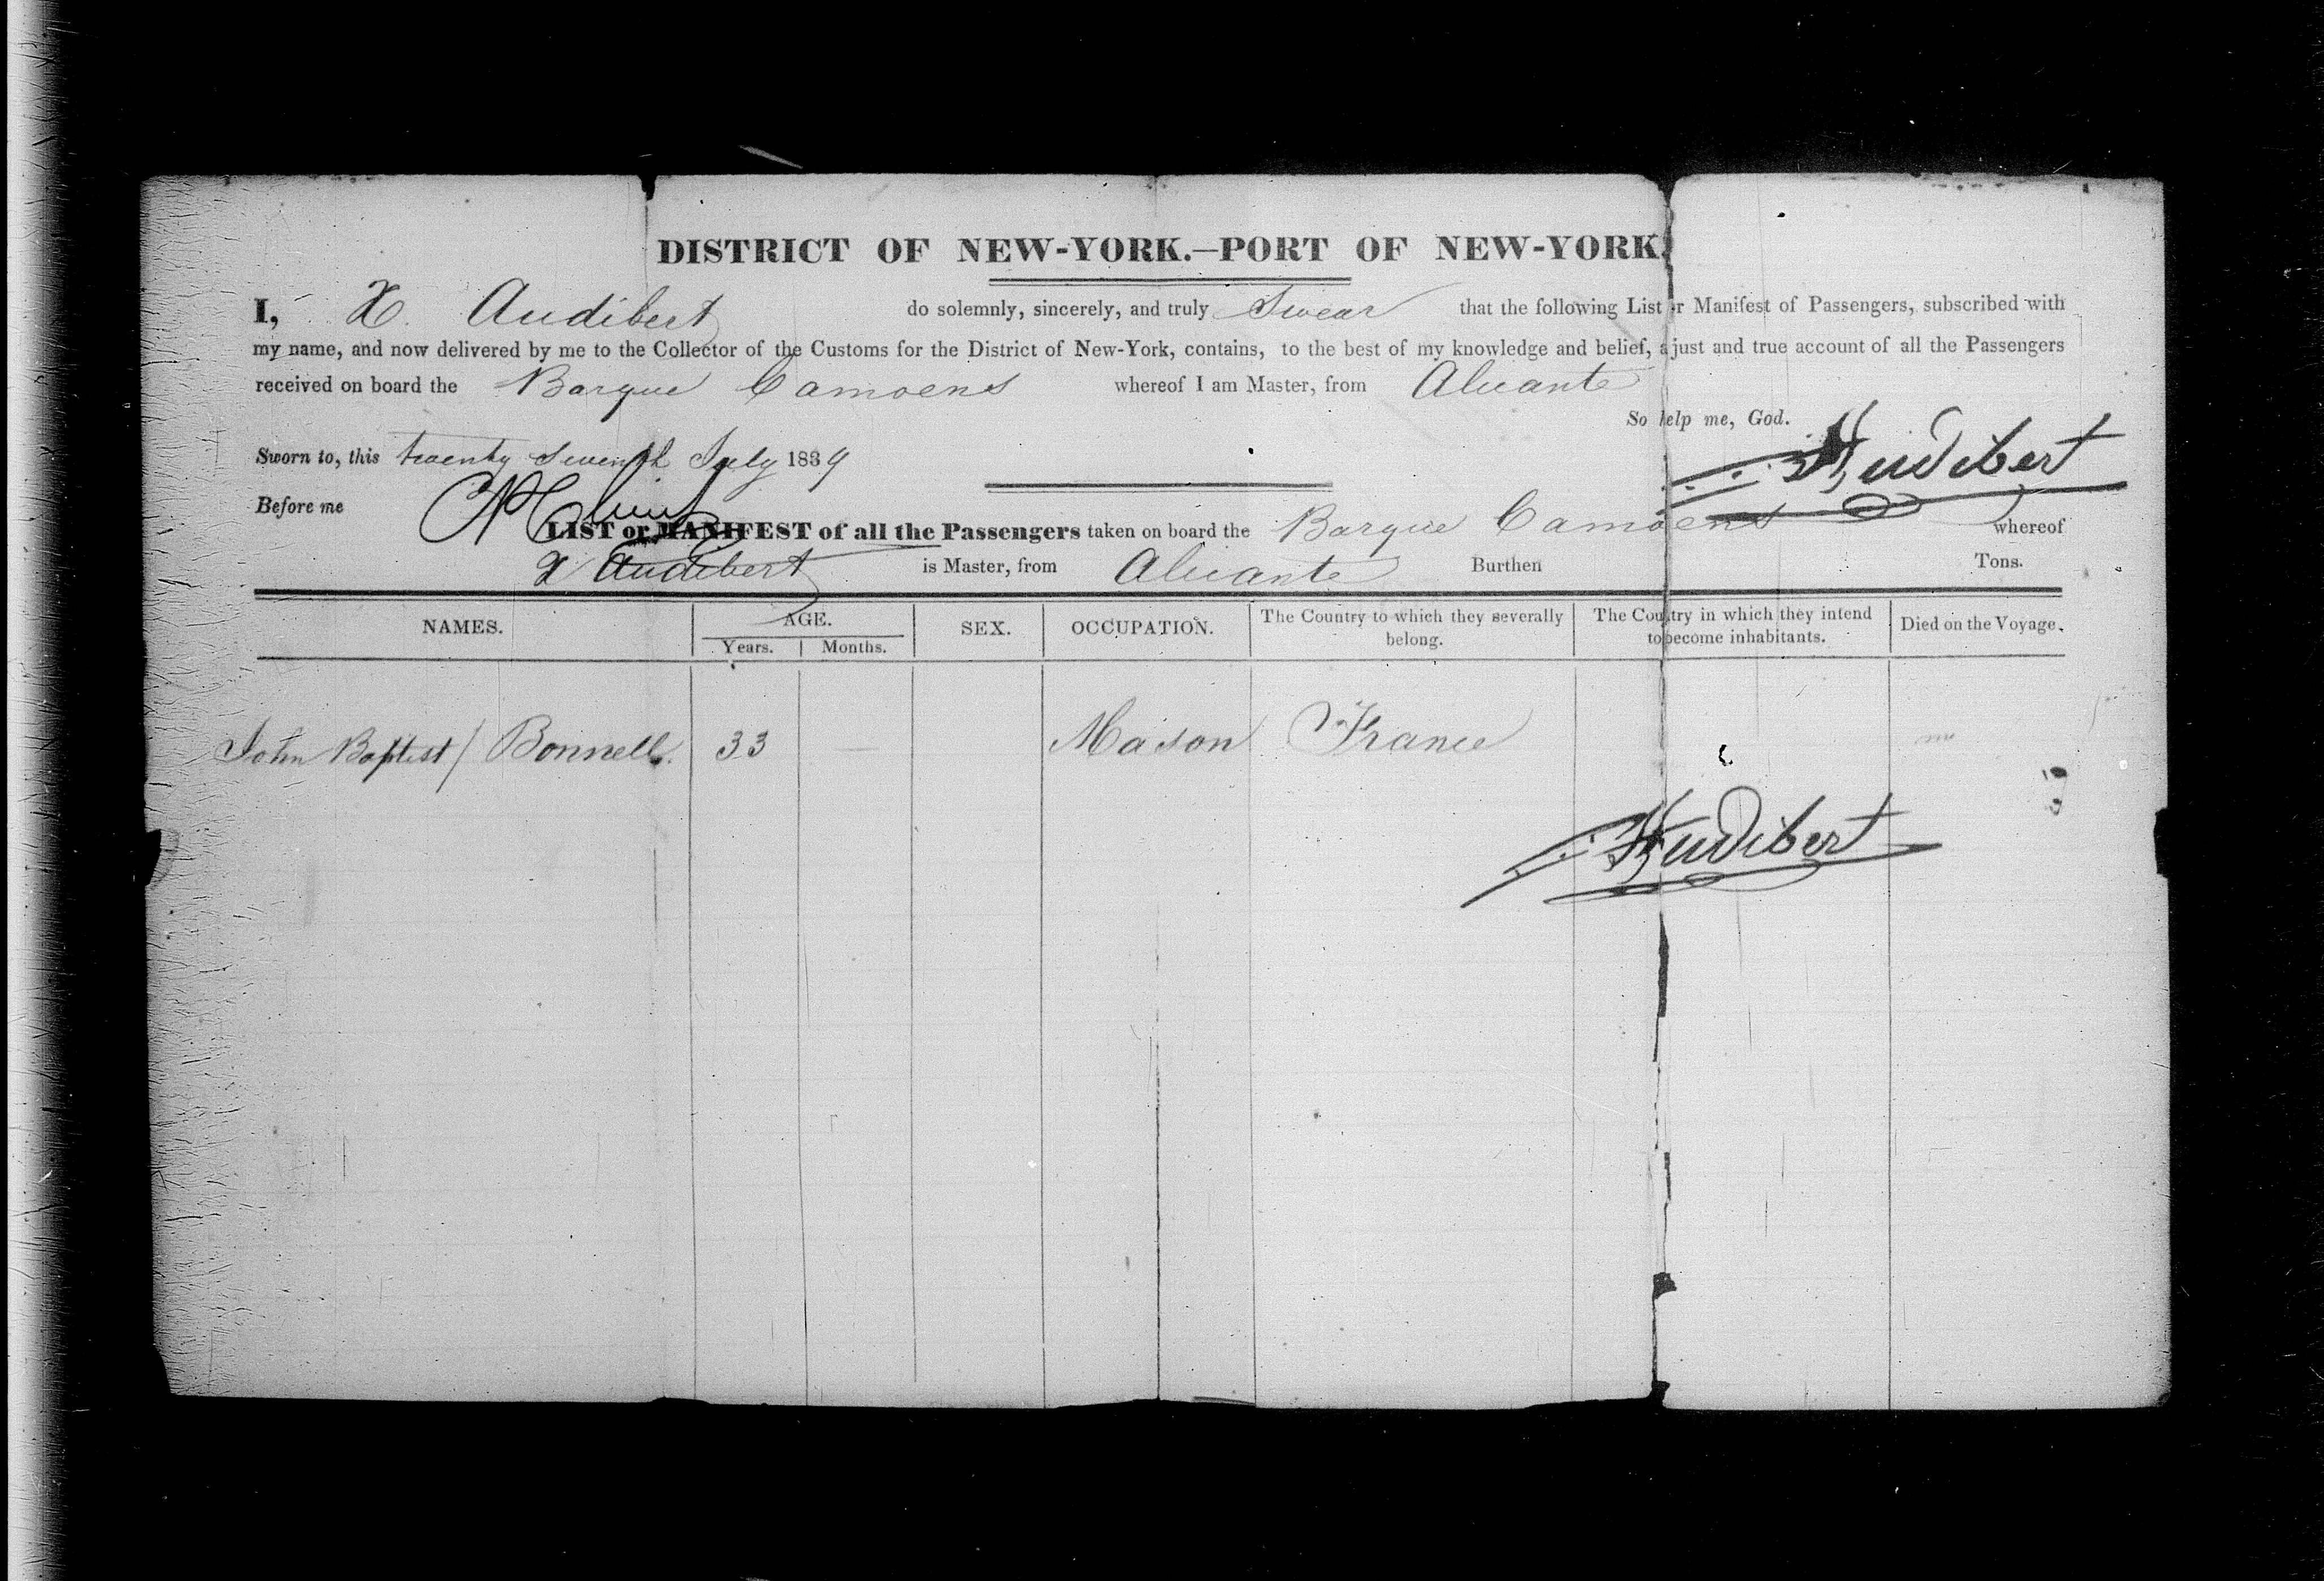 DISTRICT OF NEW-YORK.—PORT OF NEW-YORK.
I, X. Audibert do solemnly, sincerely, and truly Swear that the following List or Manifest of Passengers, subscribed with
my name, and now delivered by me to the Collector of the Customs for the District of New-York, contains, to the best of my knowledge and belief, a just and true account of all the Passengers
received on board the Barque Camoens whereof I am Master, from Alicante
So help me, God.
Sworn to, this twenty Seventh July 1839 Audibert
Before me
LIST or MANIFEST of all the Passengers taken on board the Barque Camoens whereof
X Audibert is Master, from Alicante Burthen Tons.
NAMES. AGE. SEX. OCCUPATION. The Country to which they severally belong. The Country in which they intend to become inhabitants. Died on the Voyage.
Years. Months.
John Baptist / Bonnell. 33 — Mason France
Audibert